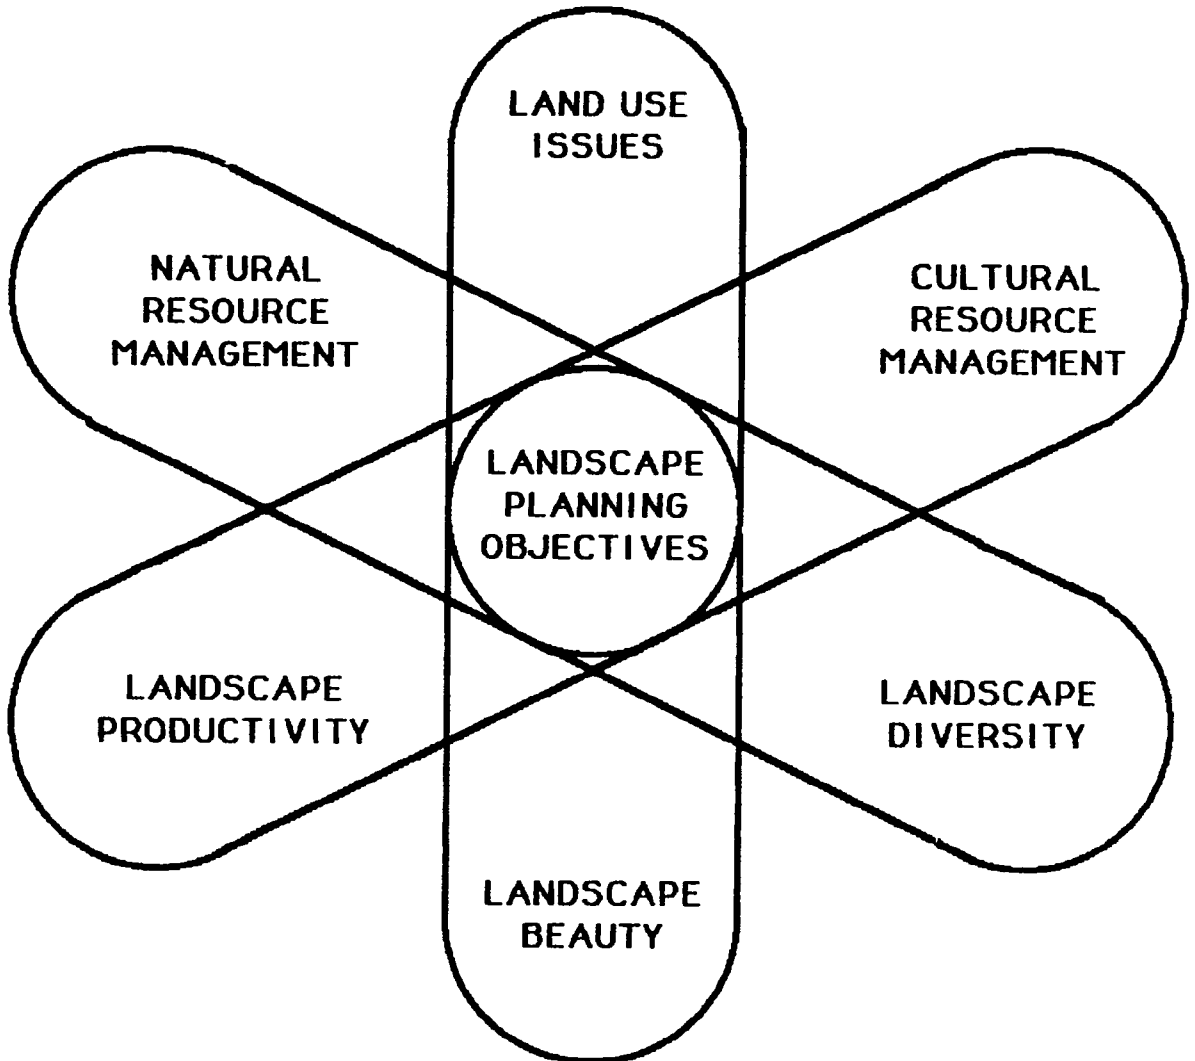 LAND USE
ISSUES
NATURAL
RESOURCE
MANAGEMENT
CULTURAL
RESOURCE
MANAGEMENT
LANDSCAPE
PLANNING
OBJECTIVES
LANDSCAPE
PRODUCTIVITY
LANDSCAPE
DIVERSITY
LANDSCAPE
BEAUTY